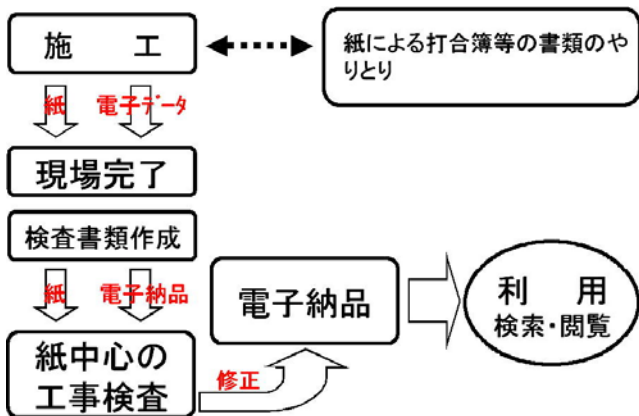 施　工
紙による打合簿等の書類のや
りとり
紙
電子データ
現場完了
検査書類作成
紙
電子納品
紙中心の
工事検査
修正
電子納品
利　用
検索・閲覧